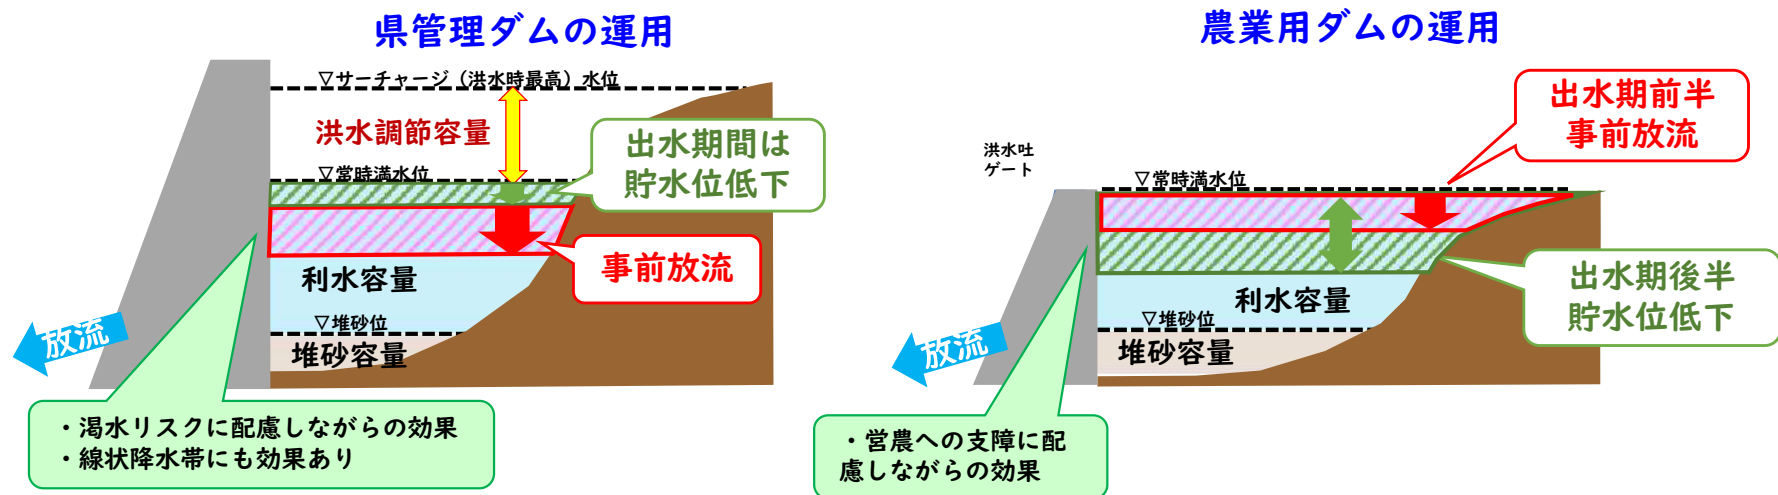 県管理ダムの運用
▽サーチャージ（洪水時最高）水位
洪水調節容量
出水期間は
貯水位低下
▽常時満水位
事前放流
利水容量
▽堆砂位
堆砂容量
放流
・渇水リスクに配慮しながらの効果
・線状降水帯にも効果あり
農業用ダムの運用
出水期前半
事前放流
洪水吐
ゲート
▽常時満水位
出水期後半
貯水位低下
利水容量
▽堆砂位
堆砂容量
放流
・営農への支障に配
慮しながらの効果